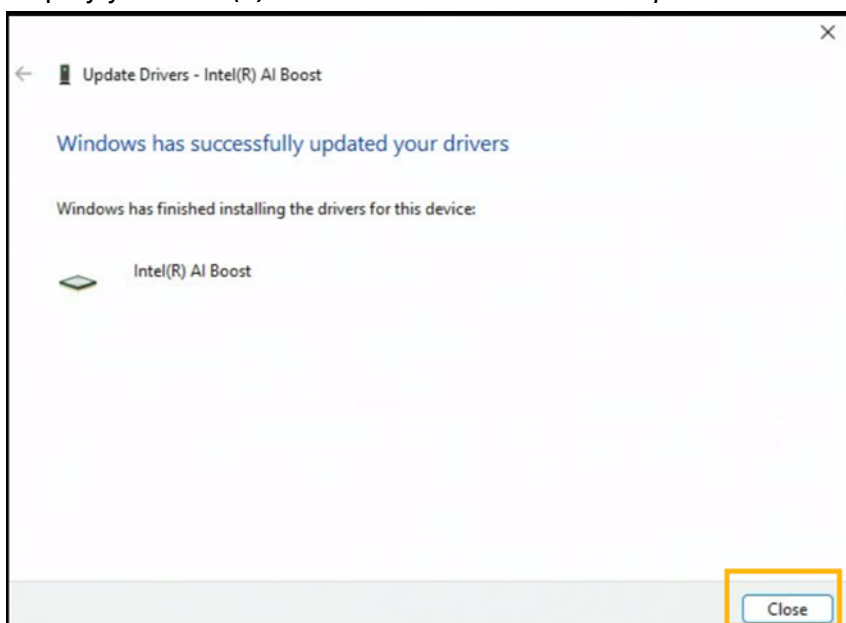 Update Drivers - Intel(R) AI Boost
Windows has successfully updated your drivers
Windows has finished installing the drivers for this device:
Intel(R) AI Boost
Close